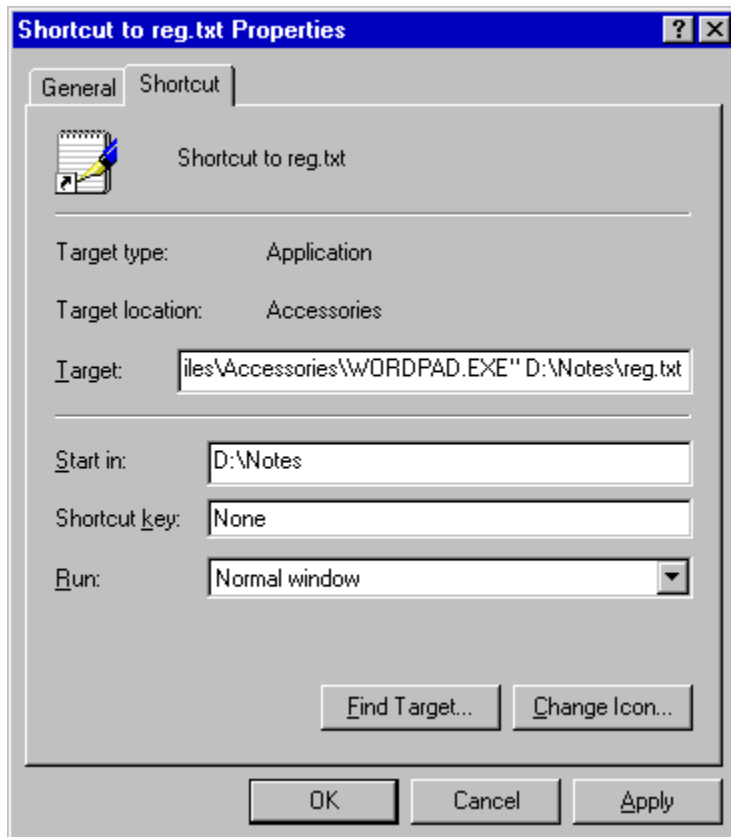 Shortcut to reg.txt Properties
General Shortcut
Shortcut to reg.txt
Target type: Application
Target location: Accessories
Target: iles\Accessories\WORDPAD.EXE" D:\Notes\reg.txt
Start in: D:\Notes
Shortcut key: None
Run: Normal window
Find Target... Change Icon...
OK Cancel Apply